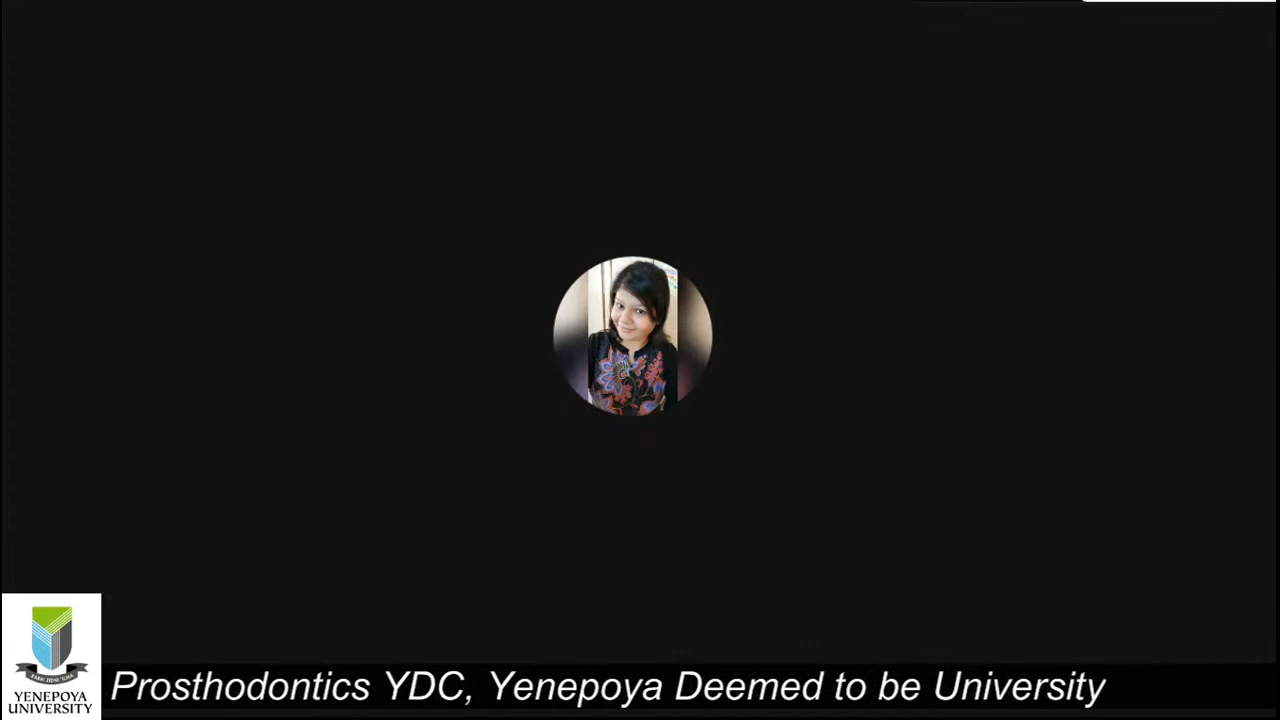 YENEPOYA
UNIVERSITY
Prosthodontics YDC, Yenepoya Deemed to be University